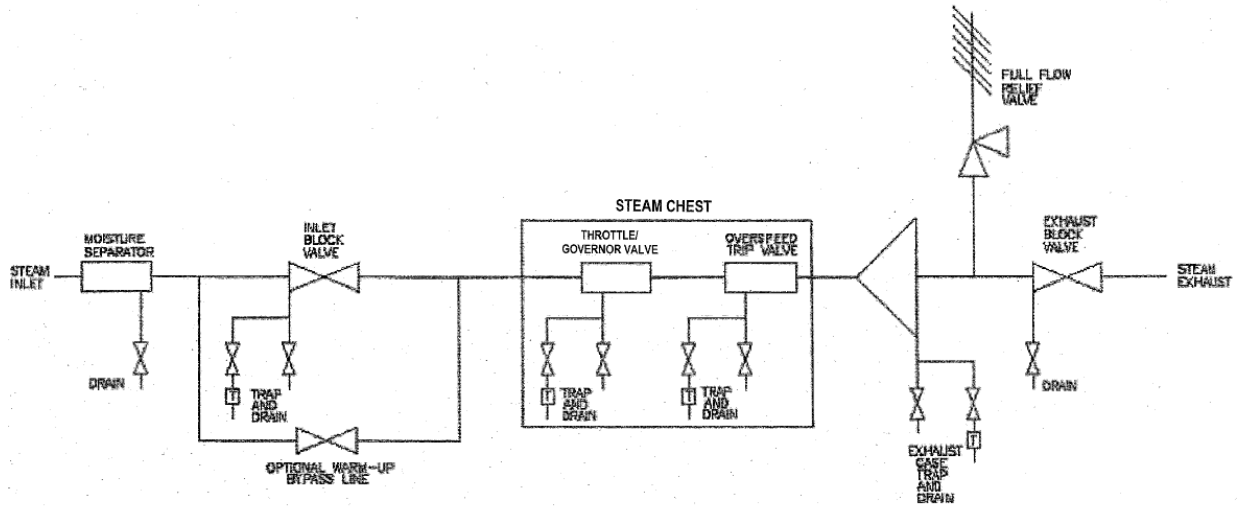 FULL FLOW
RELIEF
VALVE
STEAM CHEST
INLET
BLOCK
VALVE
EXHAUST
BLOCK
VALVE
MOISTURE
SEPARATOR
THROTTLE/
GOVERNOR VALVE
OVERSPEED
TRIP VALVE
STEAM
INLET
STEAM
EXHAUST
DRAIN
T
TRAP
AND
DRAIN
T
TRAP
AND
DRAIN
T
TRAP
AND
DRAIN
DRAIN
T
EXHAUST
CASE
TRAP
AND
DRAIN
OPTIONAL WARM-UP
BYPASS LINE